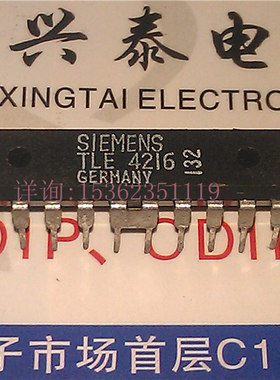 兴泰电
XINGTAI ELECTRO
SIEMENS
TLE 4216
GERMANY
132
详询:15362351119
DIP、ODI
子市场首层C1